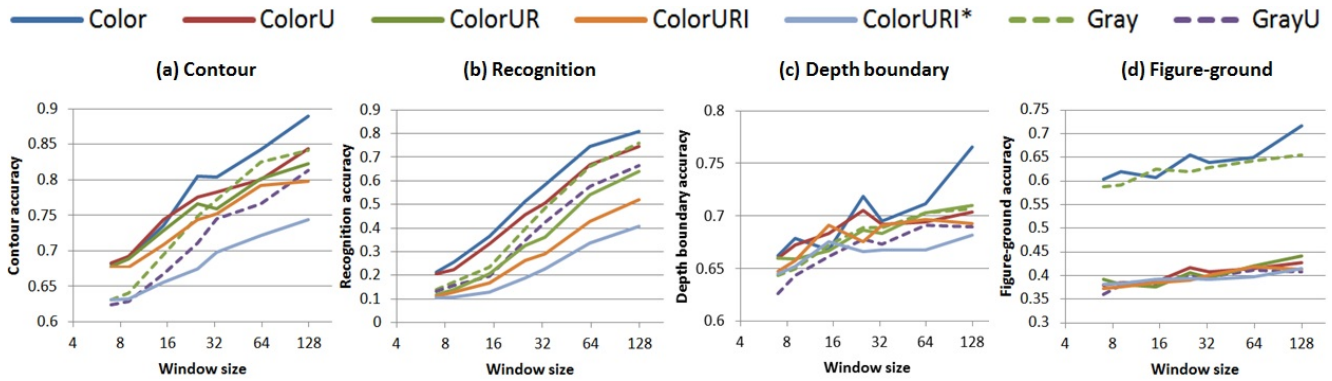 Color ColorU ColorUR ColorURI ColorURI* Gray GrayU
(a) Contour (b) Recognition (c) Depth boundary (d) Figure-ground
Contour accuracy
0.9
0.85
0.8
0.75
0.7
0.65
0.6
4 8 16 32 64 128
Window size
Recognition accuracy
0.9
0.8
0.7
0.6
0.5
0.4
0.3
0.2
0.1
0
4 8 16 32 64 128
Window size
Depth boundary accuracy
0.8
0.75
0.7
0.65
0.6
4 8 16 32 64 128
Window size
Figure-ground accuracy
0.75
0.7
0.65
0.6
0.55
0.5
0.45
0.4
0.35
0.3
4 8 16 32 64 128
Window size